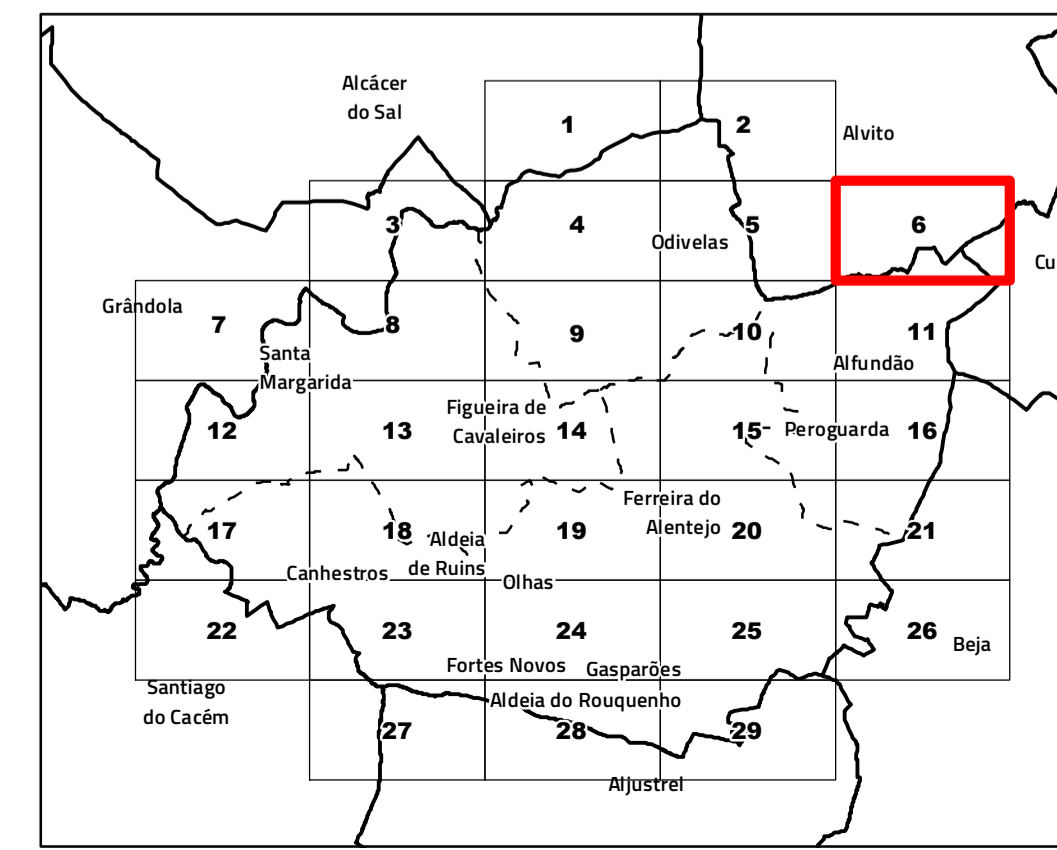 Alcácer
do Sal
1
2
Alvito
3
4
5
6
Odivelas
Cu
Grândola
7
8
9
10
11
Santa
Margarida
Alfundão
Figueira de
Cavaleiros
12
13
14
15
Peroguarda
16
Ferreira do
Alentejo
17
18
Aldeia
de Ruins
19
20
21
Canhestros
Olhas
22
23
24
25
26
Beja
Fortes Novos
Gasparões
Santiago
do Cacém
Aldeia do Rouquenho
27
28
29
Aljustrel